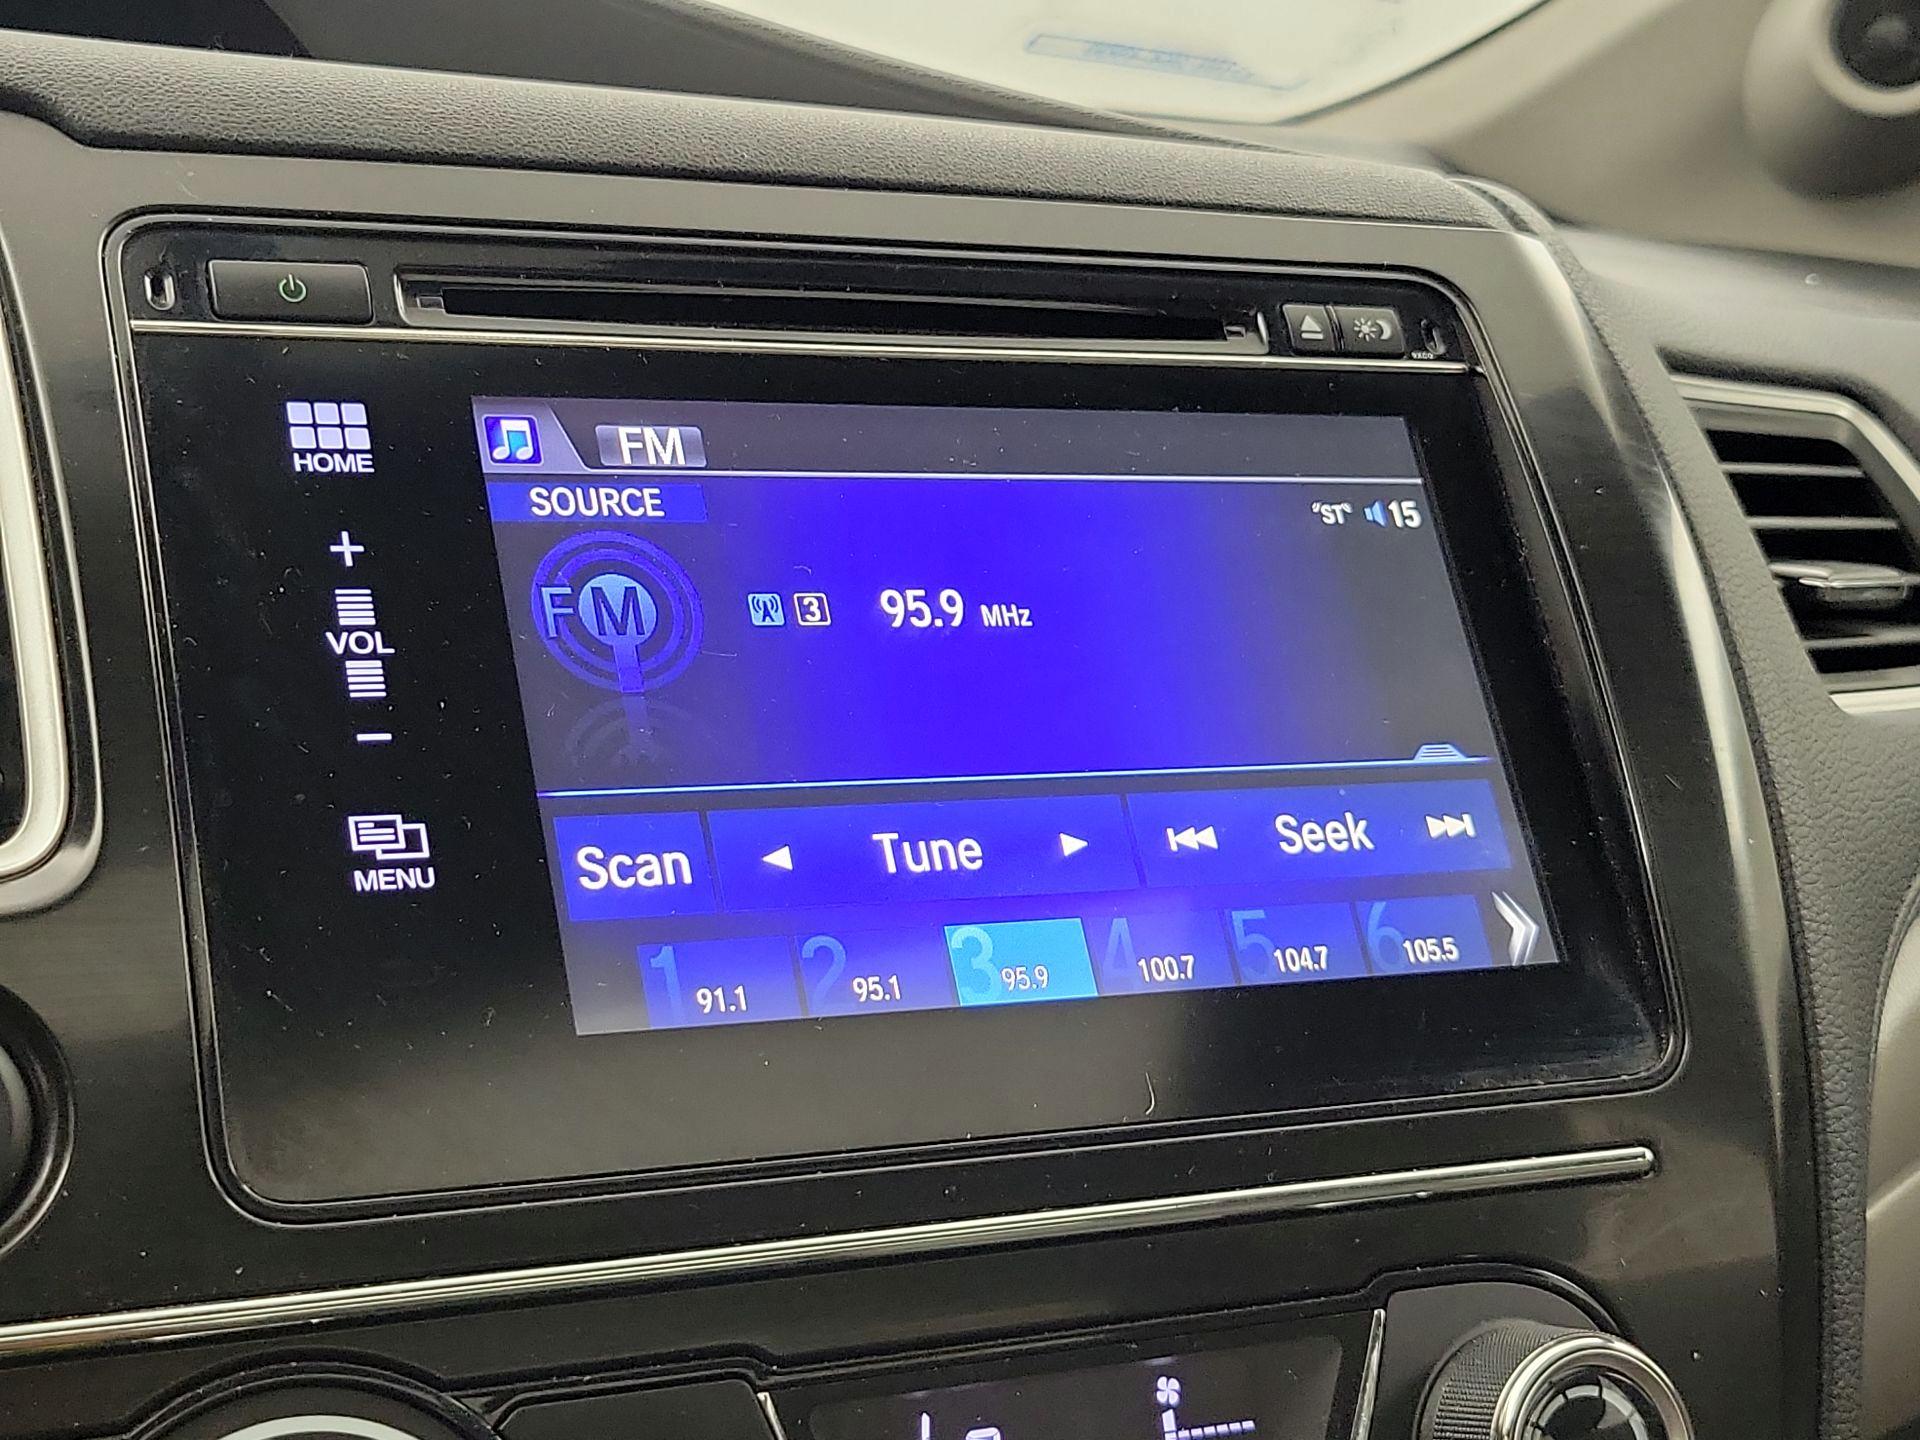 HOME
+
VOL
-
MENU
FM
SOURCE
"ST" 15
FM
3 95.9 MHz
Scan Tune Seek
1 91.1
2 95.1
3 95.9
4 100.7
5 104.7
6 105.5